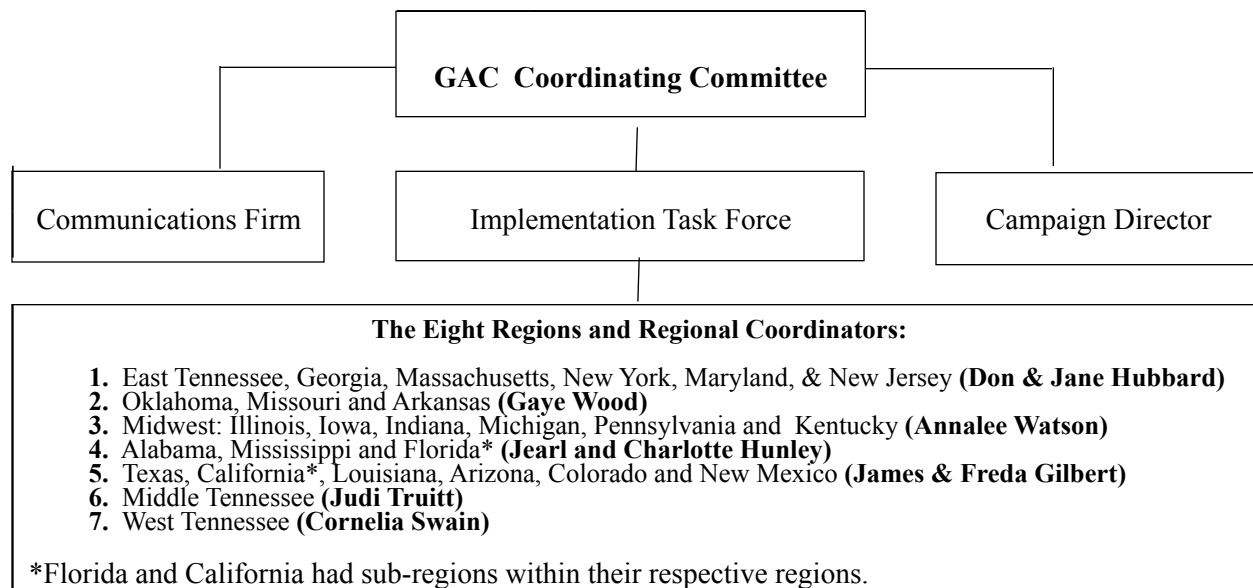 GAC Coordinating Committee
Communications Firm
Implementation Task Force
Campaign Director
The Eight Regions and Regional Coordinators:
1. East Tennessee, Georgia, Massachusetts, New York, Maryland, & New Jersey (Don & Jane Hubbard)
2. Oklahoma, Missouri and Arkansas (Gaye Wood)
3. Midwest: Illinois, Iowa, Indiana, Michigan, Pennsylvania and Kentucky (Annalee Watson)
4. Alabama, Mississippi and Florida* (Jearl and Charlotte Hunley)
5. Texas, California*, Louisiana, Arizona, Colorado and New Mexico (James & Freda Gilbert)
6. Middle Tennessee (Judi Truitt)
7. West Tennessee (Cornelia Swain)
*Florida and California had sub-regions within their respective regions.